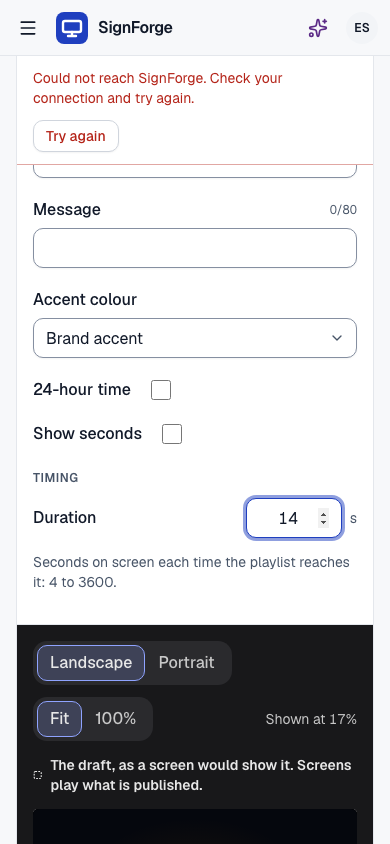 SignForge
ES
Could not reach SignForge. Check your
connection and try again.
Try again
Message
0/80
Accent colour
Brand accent
24-hour time
Show seconds
TIMING
Duration
14
s
Seconds on screen each time the playlist reaches
it: 4 to 3600.
Landscape
Portrait
Fit
100%
Shown at 17%
The draft, as a screen would show it. Screens
play what is published.